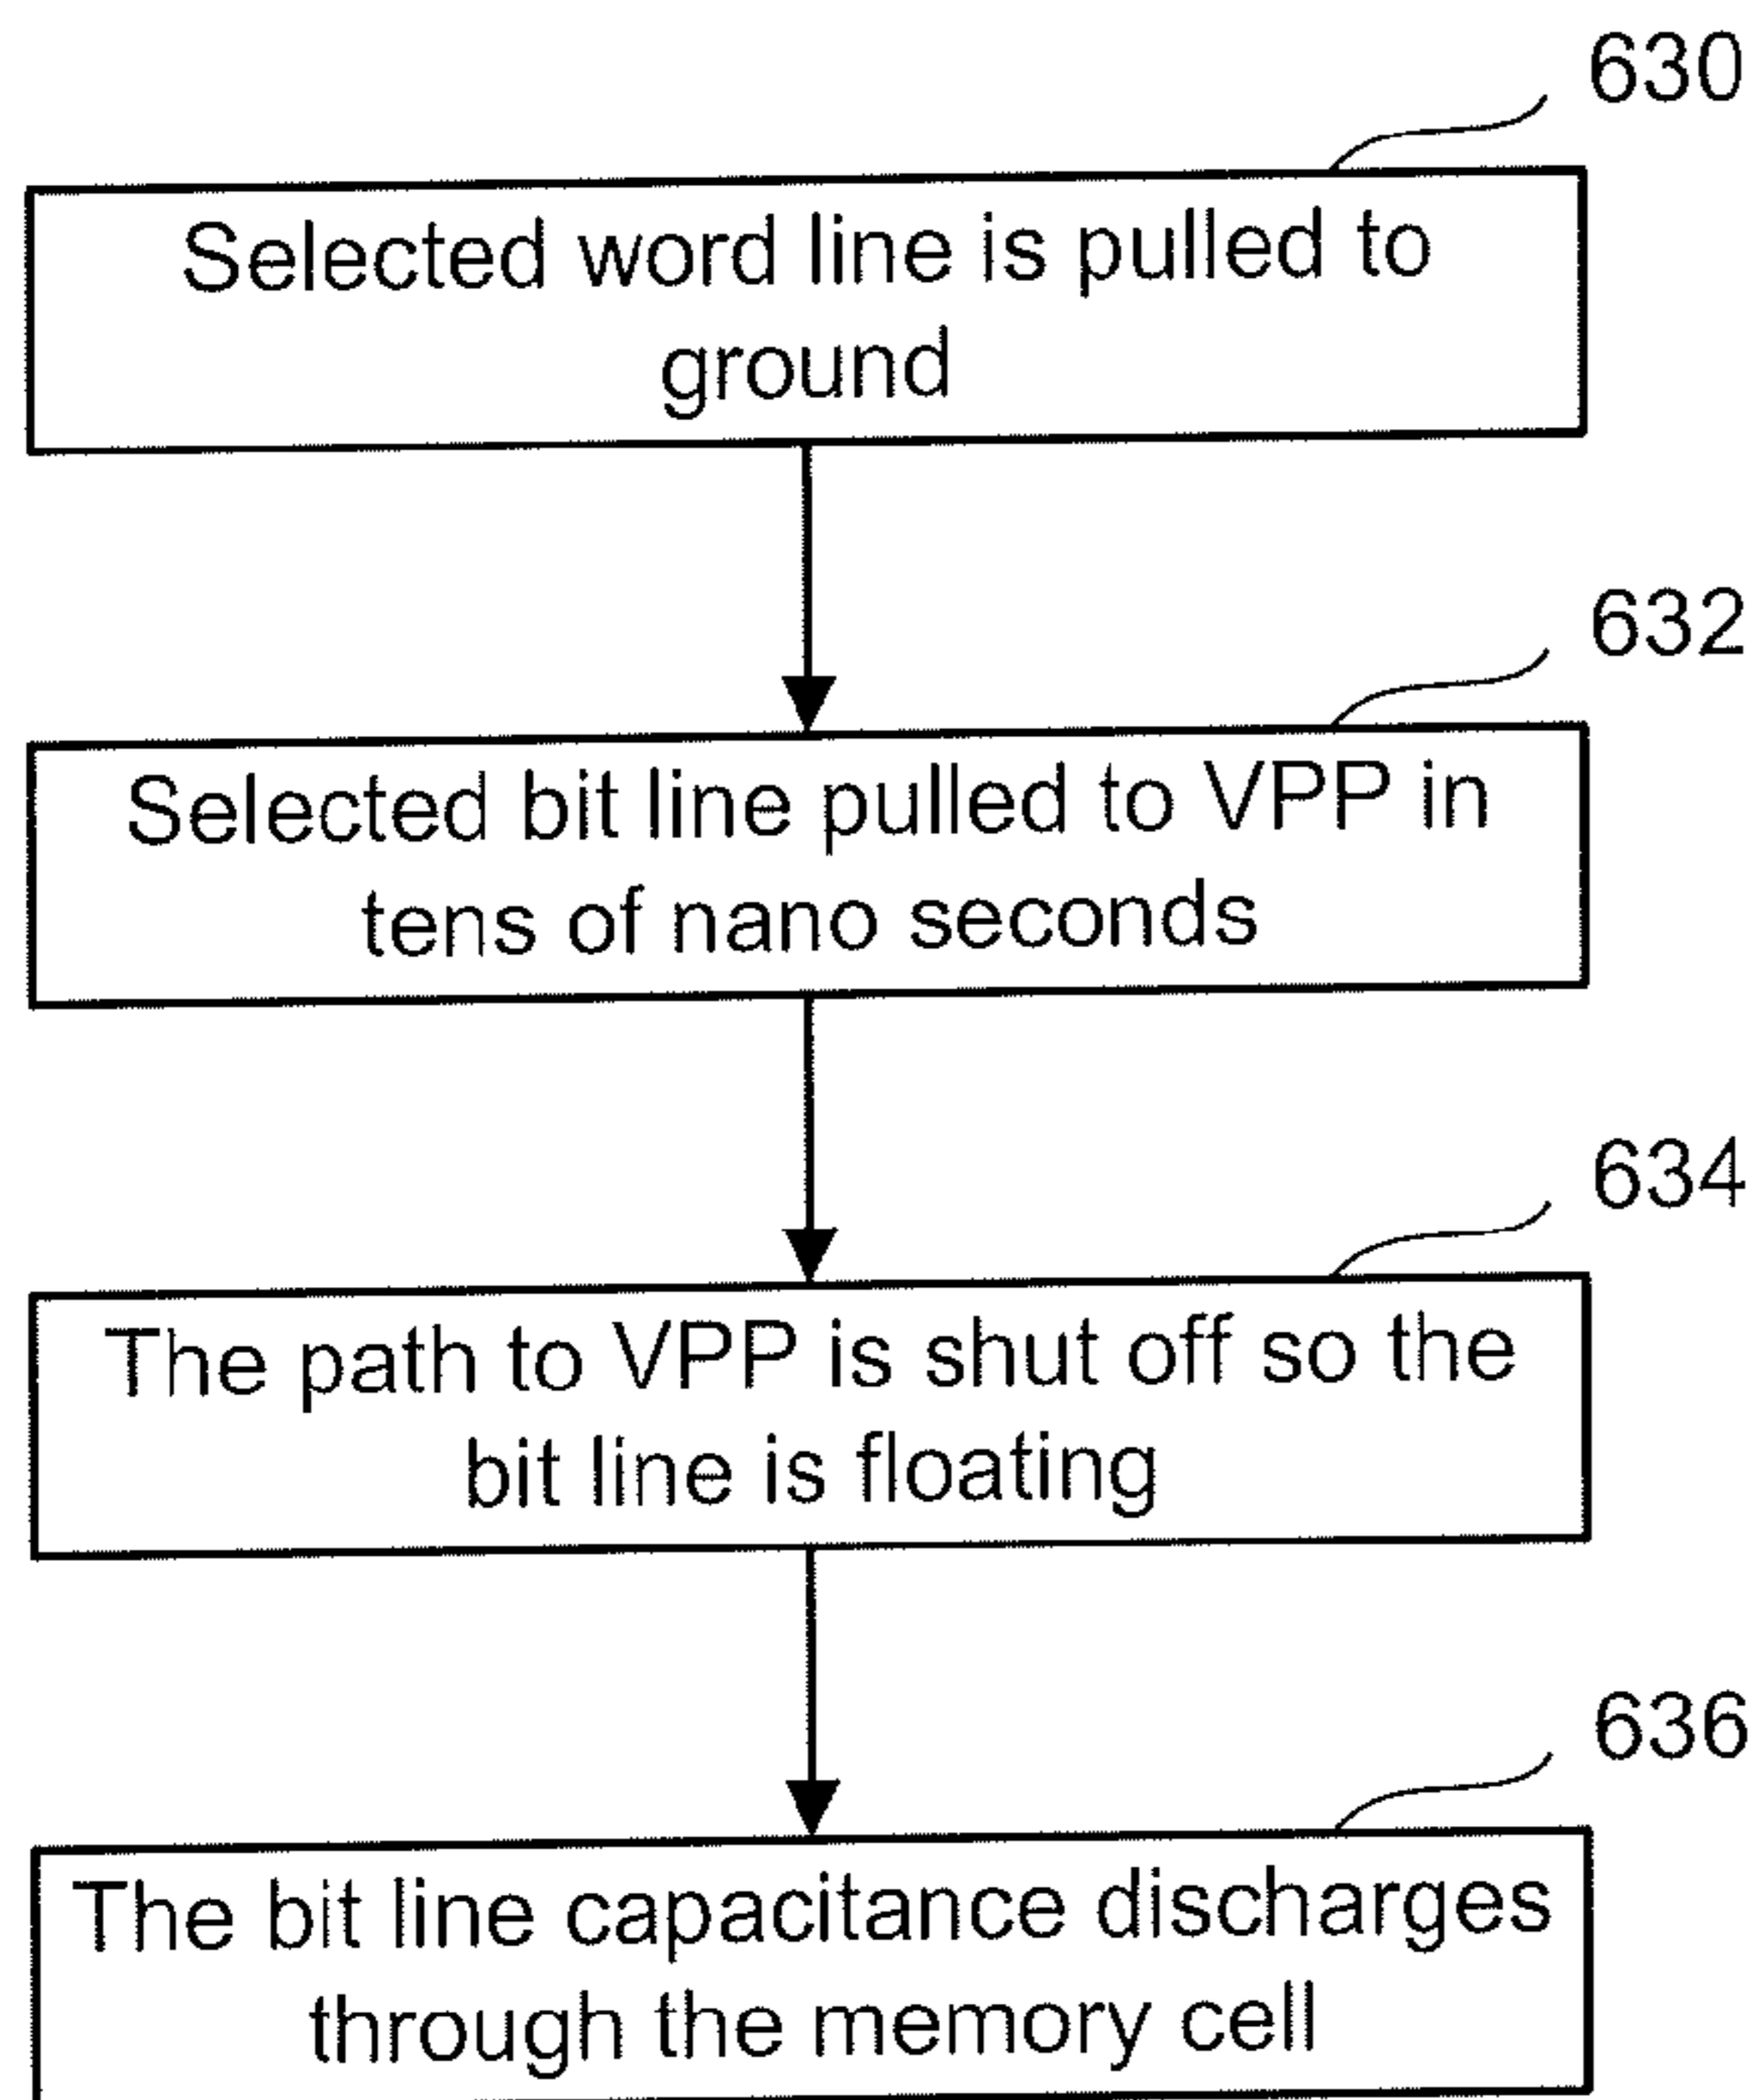 630
Selected word line is pulled to
ground
632
Selected bit line pulled to VPP in
tens of nano seconds
634
The path to VPP is shut off so the
bit line is floating
636
The bit line capacitance discharges
through the memory cell